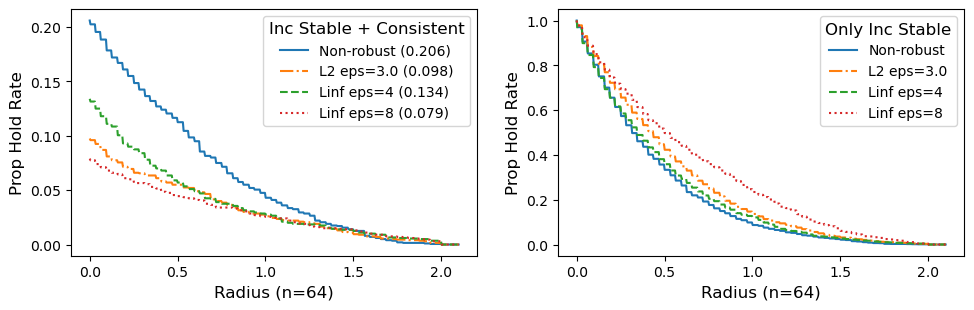 Inc Stable + Consistent
Non-robust (0.206)
L2 eps=3.0 (0.098)
Linf eps=4 (0.134)
Linf eps=8 (0.079)
Prop Hold Rate
0.20
0.15
0.10
0.05
0.00
0.0 0.5 1.0 1.5 2.0
Radius (n=64)
Only Inc Stable
Non-robust
L2 eps=3.0
Linf eps=4
Linf eps=8
Prop Hold Rate
1.0
0.8
0.6
0.4
0.2
0.0
0.0 0.5 1.0 1.5 2.0
Radius (n=64)